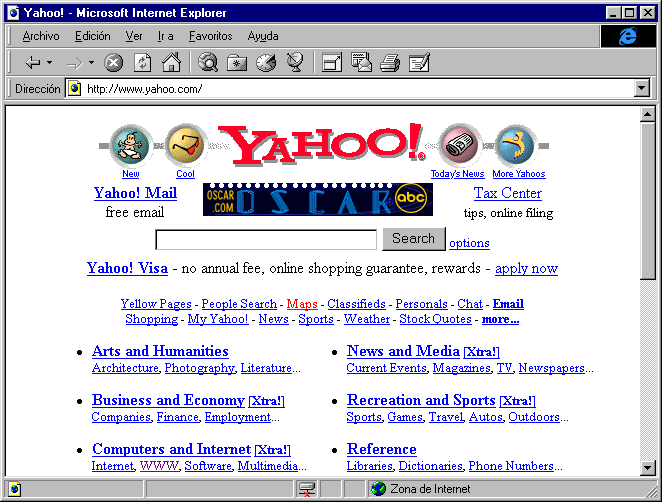 Yahoo! - Microsoft Internet Explorer
Archivo Edición Ver Ir a Favoritos Ayuda
Dirección http://www.yahoo.com/
YAHOO!
New Cool Today's News More Yahoos
Yahoo! Mail OSCAR.COM OSCAR abc Tax Center
free email tips, online filing
Search options
Yahoo! Visa - no annual fee, online shopping guarantee, rewards - apply now
Yellow Pages - People Search - Maps - Classifieds - Personals - Chat - Email
Shopping - My Yahoo! - News - Sports - Weather - Stock Quotes - more...
Arts and Humanities
Architecture, Photography, Literature...
News and Media [Xtra!]
Current Events, Magazines, TV, Newspapers...
Business and Economy [Xtra!]
Companies, Finance, Employment...
Recreation and Sports [Xtra!]
Sports, Games, Travel, Autos, Outdoors...
Computers and Internet [Xtra!]
Internet, WWW, Software, Multimedia...
Reference
Libraries, Dictionaries, Phone Numbers...
Zona de Internet